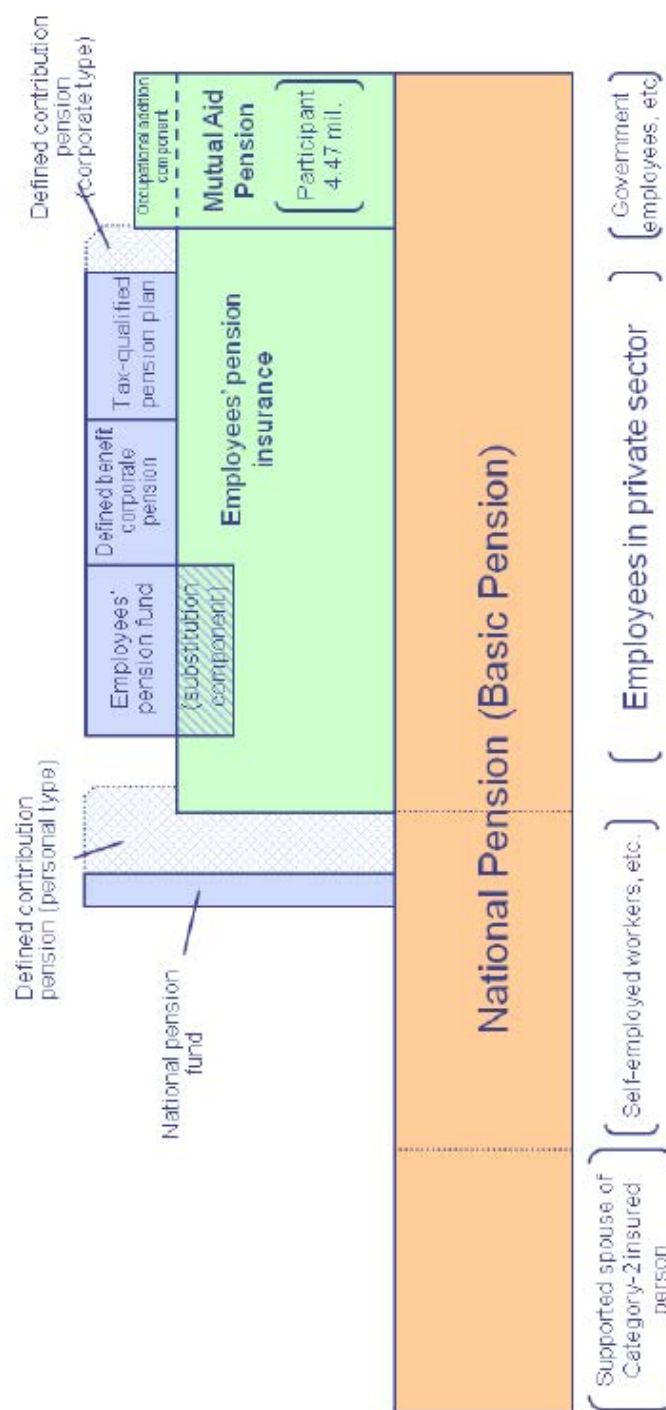 Defined contribution
pension (personal type)
Defined contribution
pension
(corporate type)
National pension
fund
Employees'
pension fund
(substitution
component)
Defined benefit
corporate
pension
Tax-qualified
pension plan
Occupational addition
component
Employees' pension
insurance
Mutual Aid
Pension
Participant
4.47 mil.
National Pension (Basic Pension)
Supported spouse of
Category-2insured
person
Self-employed workers, etc.
Employees in private sector
Government
employees, etc